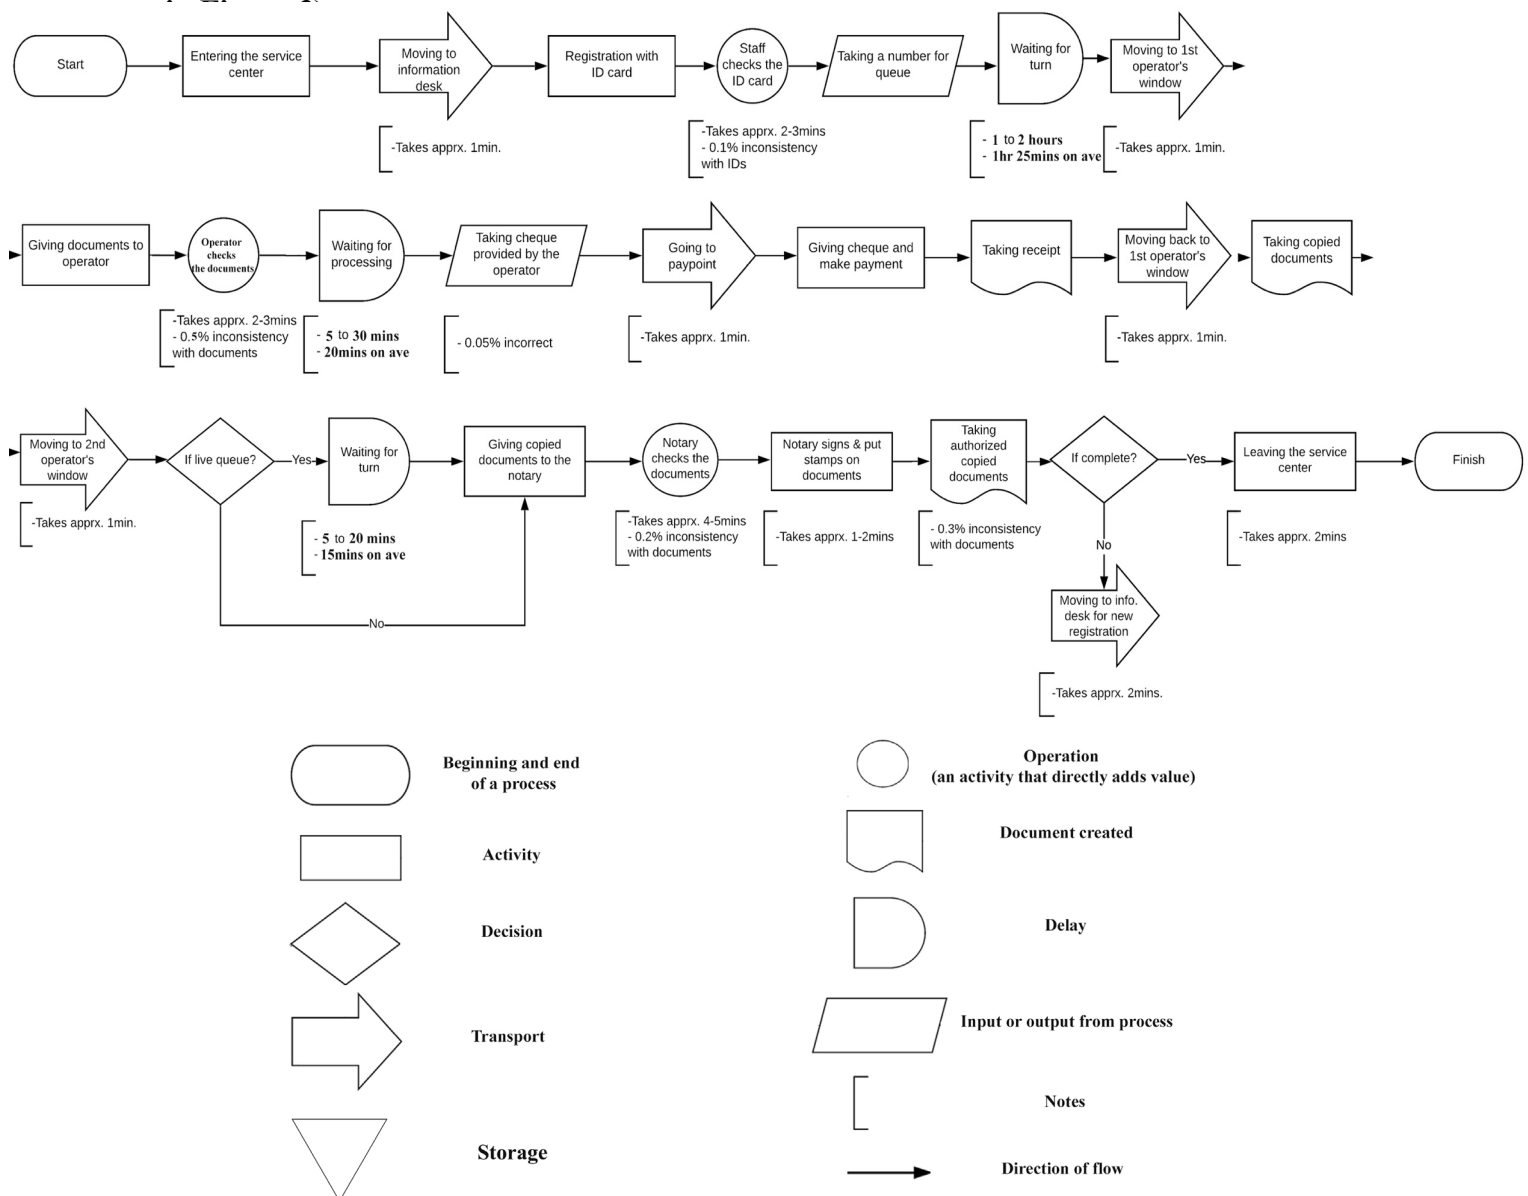 Start
Entering the service
center
Moving to
information
desk
Registration with
ID card
Staff
checks the
ID card
Taking a number for
queue
Waiting for
turn
Moving to 1st
operator's
window
-Takes apprx. 1min.
-Takes apprx. 2-3mins
- 0.1% inconsistency
with IDs
- 1 to 2 hours
- 1hr 25mins on ave
-Takes apprx. 1min.
Giving documents to
operator
Operator
checks
the documents
Waiting for
processing
Taking cheque
provided by the
operator
Going to
paypoint
Giving cheque and
make payment
Taking receipt
Moving back to
1st operator's
window
Taking copied
documents
-Takes apprx. 2-3mins
- 0.5% inconsistency
with documents
- 5 to 30 mins
- 20mins on ave
- 0.05% incorrect
-Takes apprx. 1min.
-Takes apprx. 1min.
Moving to 2nd
operator's
window
If live queue?
Yes
Waiting for
turn
Giving copied
documents to the
notary
Notary
checks the
documents
Notary signs & put
stamps on
documents
Taking
authorized
copied
documents
If complete?
Yes
Leaving the service
center
Finish
-Takes apprx. 1min.
- 5 to 20 mins
- 15mins on ave
-Takes apprx. 4-5mins
- 0.2% inconsistency
with documents
-Takes apprx. 1-2mins
- 0.3% inconsistency
with documents
-Takes apprx. 2mins
No
No
Moving to info.
desk for new
registration
-Takes apprx. 2mins.
Beginning and end
of a process
Operation
(an activity that directly adds value)
Activity
Document created
Decision
Delay
Transport
Input or output from process
Notes
Storage
Direction of flow